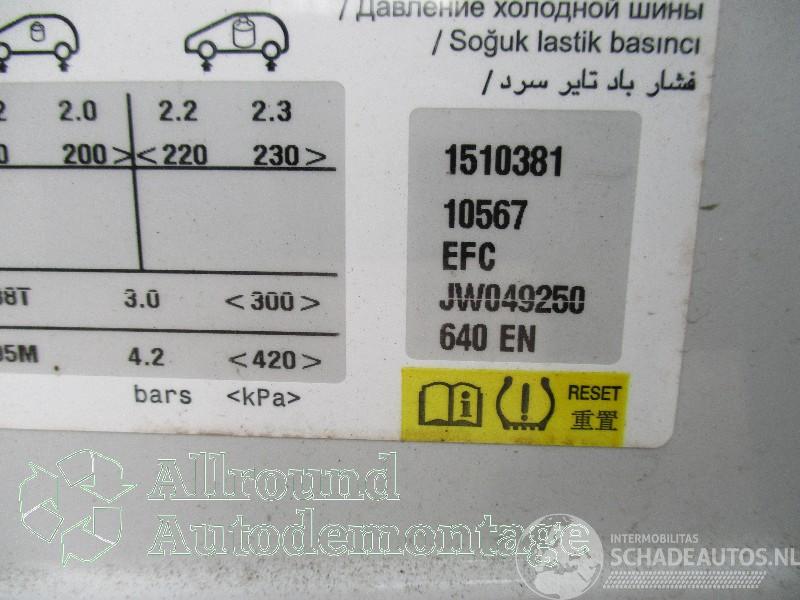 / Давление холодной шины
/ Soğuk lastik basıncı
/ فشار باد تایر سرد
2.0 2.2 2.3
200> <220 230>
3.0 <300>
4.2 <420>
bars <kPa>
1510381
10567
EFC
JW049250
640 EN
RESET
重置
Allround
Autodemontage
INTERMOBILITAS
SCHADEAUTOS.NL